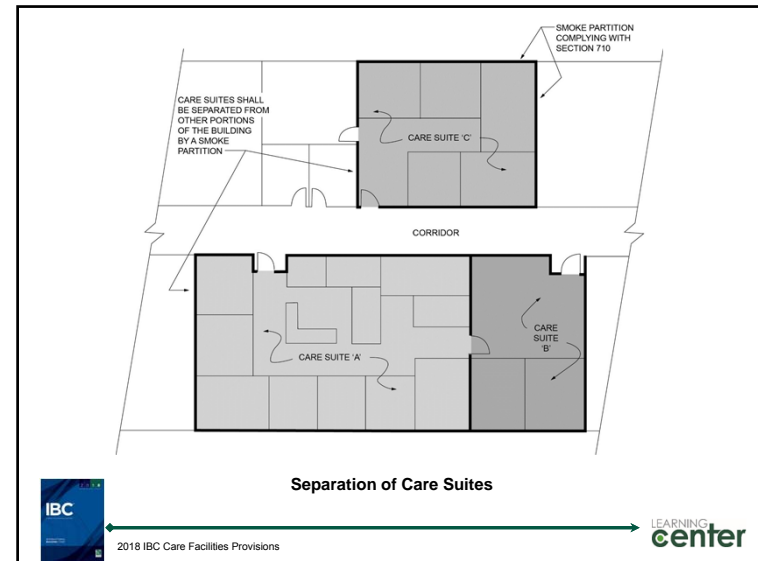 SMOKE PARTITION
COMPLYING WITH
SECTION 710
CARE SUITES SHALL
BE SEPARATED FROM
OTHER PORTIONS
OF THE BUILDING
BY A SMOKE
PARTITION
CARE SUITE 'C'
CORRIDOR
CARE SUITE 'A'
CARE
SUITE
'B'
Separation of Care Suites
IBC
2018 IBC Care Facilities Provisions
LEARNING
center